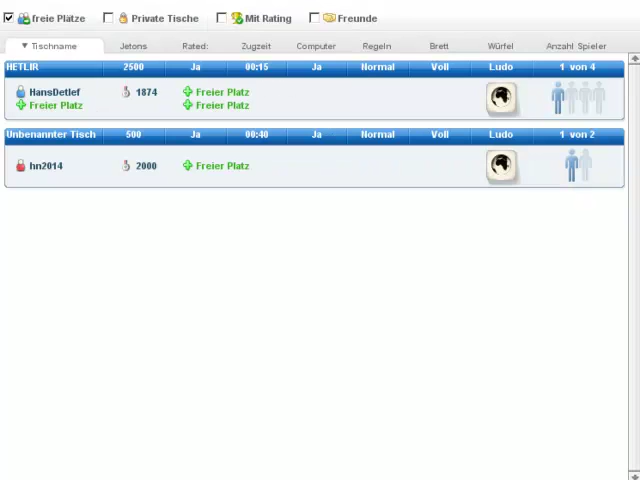 freie Plätze Private Tische Mit Rating Freunde
▼ Tischname Jetons Rated: Zugzeit Computer Regeln Brett Würfel Anzahl Spieler
HETLIR 2500 Ja 00:15 Ja Normal Voll Ludo 1 von 4
HansDetlef 1874 Freier Platz
Freier Platz Freier Platz
Unbenannter Tisch 500 Ja 00:40 Ja Normal Voll Ludo 1 von 2
hn2014 2000 Freier Platz